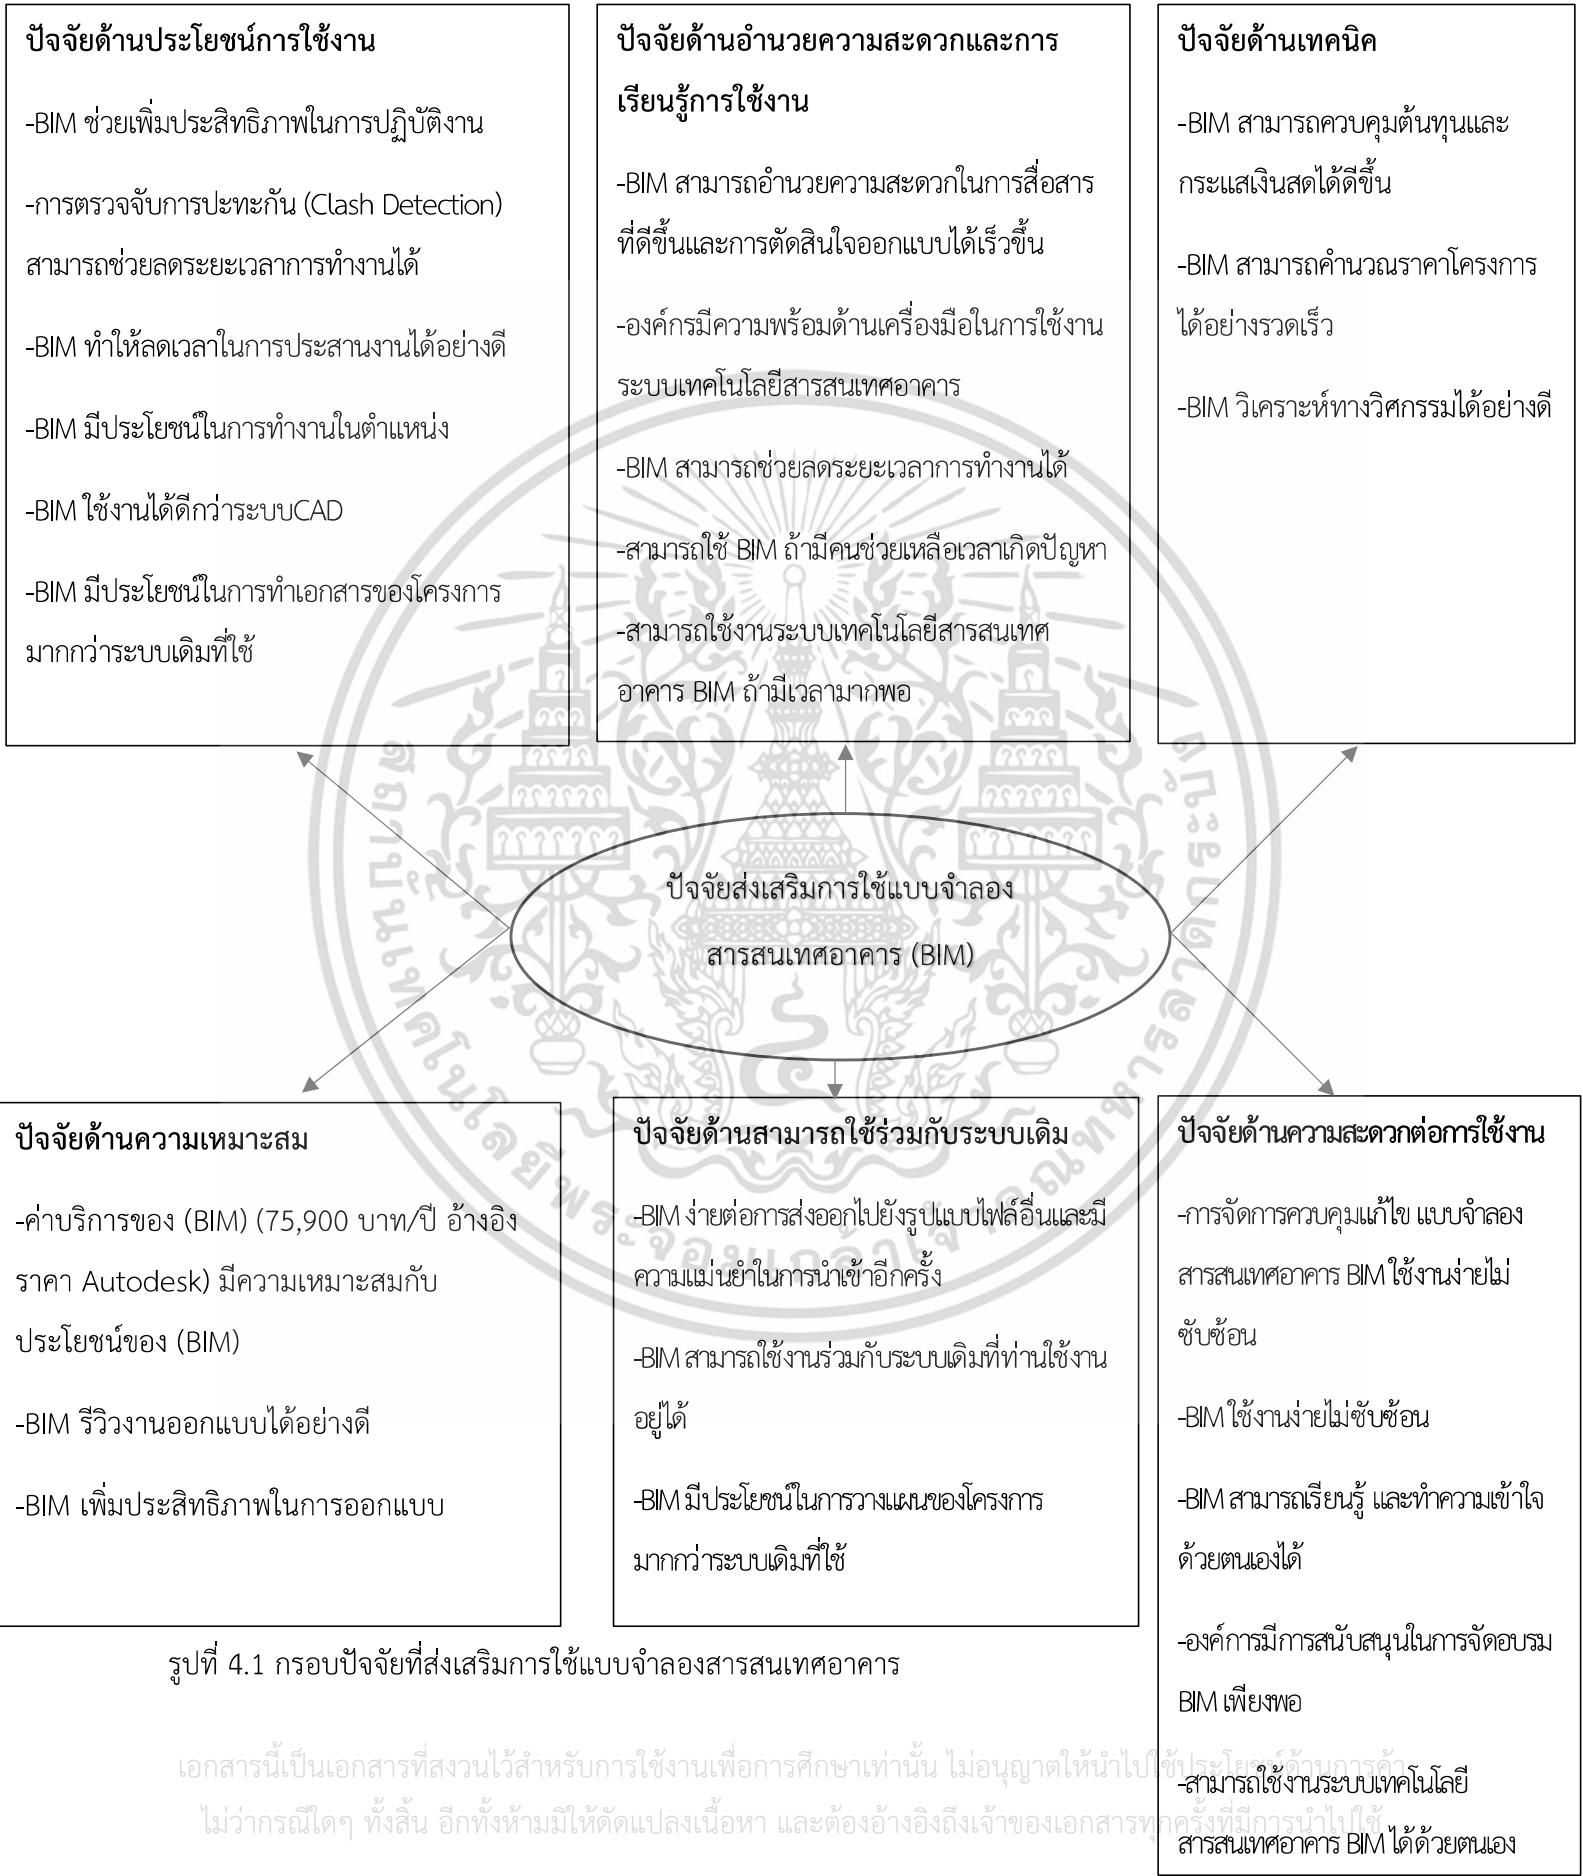 ปัจจัยด้านประโยชน์การใช้งาน
-BIM ช่วยเพิ่มประสิทธิภาพในการปฏิบัติงาน
-การตรวจจับการปะทะกัน (Clash Detection)
สามารถช่วยลดระยะเวลาการทำงานได้
-BIM ทำให้ลดเวลาในการประสานงานได้อย่างดี
-BIM มีประโยชน์ในการทำงานในตำแหน่ง
-BIM ใช้งานได้ดีกว่าระบบCAD
-BIM มีประโยชน์ในการทำเอกสารของโครงการ
มากกว่าระบบเดิมที่ใช้
ปัจจัยด้านอำนวยความสะดวกและการ
เรียนรู้การใช้งาน
-BIM สามารถอำนวยความสะดวกในการสื่อสาร
ที่ดีขึ้นและการตัดสินใจออกแบบได้เร็วขึ้น
-องค์กรมีความพร้อมด้านเครื่องมือในการใช้งาน
ระบบเทคโนโลยีสารสนเทศอาคาร
-BIM สามารถช่วยลดระยะเวลาการทำงานได้
-สามารถใช้ BIM ถ้ามีคนช่วยเหลือเวลาเกิดปัญหา
-สามารถใช้งานระบบเทคโนโลยีสารสนเทศ
อาคาร BIM ถ้ามีเวลามากพอ
ปัจจัยด้านเทคนิค
-BIM สามารถควบคุมต้นทุนและ
กระแสเงินสดได้ดีขึ้น
-BIM สามารถคำนวณราคาโครงการ
ได้อย่างรวดเร็ว
-BIM วิเคราะห์ทางวิศกรรมได้อย่างดี
ปัจจัยส่งเสริมการใช้แบบจำลอง
สารสนเทศอาคาร (BIM)
ปัจจัยด้านความเหมาะสม
-ค่าบริการของ (BIM) (75,900 บาท/ปี อ้างอิง
ราคา Autodesk) มีความเหมาะสมกับ
ประโยชน์ของ (BIM)
-BIM รีวิวงานออกแบบได้อย่างดี
-BIM เพิ่มประสิทธิภาพในการออกแบบ
ปัจจัยด้านสามารถใช้ร่วมกับระบบเดิม
-BIM ง่ายต่อการส่งออกไปยังรูปแบบไฟล์อื่นและมี
ความแม่นยำในการนำเข้าอีกครั้ง
-BIM สามารถใช้งานร่วมกับระบบเดิมที่ท่านใช้งาน
อยู่ได้
-BIM มีประโยชน์ในการวางแผนของโครงการ
มากกว่าระบบเดิมที่ใช้
ปัจจัยด้านความสะดวกต่อการใช้งาน
-การจัดการควบคุมแก้ไข แบบจำลอง
สารสนเทศอาคาร BIM ใช้งานง่ายไม่
ซับซ้อน
-BIM ใช้งานง่ายไม่ซับซ้อน
-BIM สามารถเรียนรู้ และทำความเข้าใจ
ด้วยตนเองได้
-องค์การมีการสนับสนุนในการจัดอบรม
BIM เพียงพอ
-สามารถใช้งานระบบเทคโนโลยี
สารสนเทศอาคาร BIM ได้ด้วยตนเอง
รูปที่ 4.1 กรอบปัจจัยที่ส่งเสริมการใช้แบบจำลองสารสนเทศอาคาร
สถาบันเทคโนโลยีพระจอมเกล้าเจ้าคุณทหารลาดกระบัง
เอกสารนี้เป็นเอกสารที่สงวนไว้สำหรับการใช้งานเพื่อการศึกษาเท่านั้น ไม่อนุญาตให้นำไปใช้ประโยชน์ด้านการค้า
ไม่ว่ากรณีใดๆ ทั้งสิ้น อีกทั้งห้ามมิให้ดัดแปลงเนื้อหา และต้องอ้างอิงถึงเจ้าของเอกสารทุกครั้งที่มีการนำไปใช้